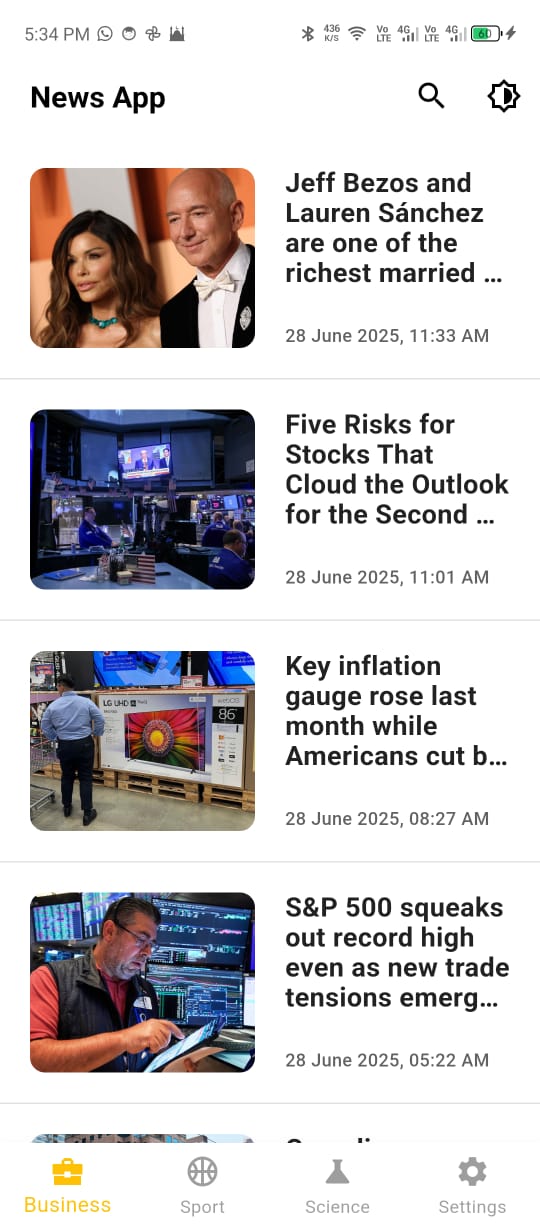 5:34 PM
436
K/S
Vo
LTE
4G
Vo
LTE
4G
60
News App
Jeff Bezos and
Lauren Sánchez
are one of the
richest married ...
28 June 2025, 11:33 AM
Five Risks for
Stocks That
Cloud the Outlook
for the Second ...
28 June 2025, 11:01 AM
LG UHD
webOS
86"
Key inflation
gauge rose last
month while
Americans cut b...
28 June 2025, 08:27 AM
S&P 500 squeaks
out record high
even as new trade
tensions emerg...
28 June 2025, 05:22 AM
Business
Sport
Science
Settings